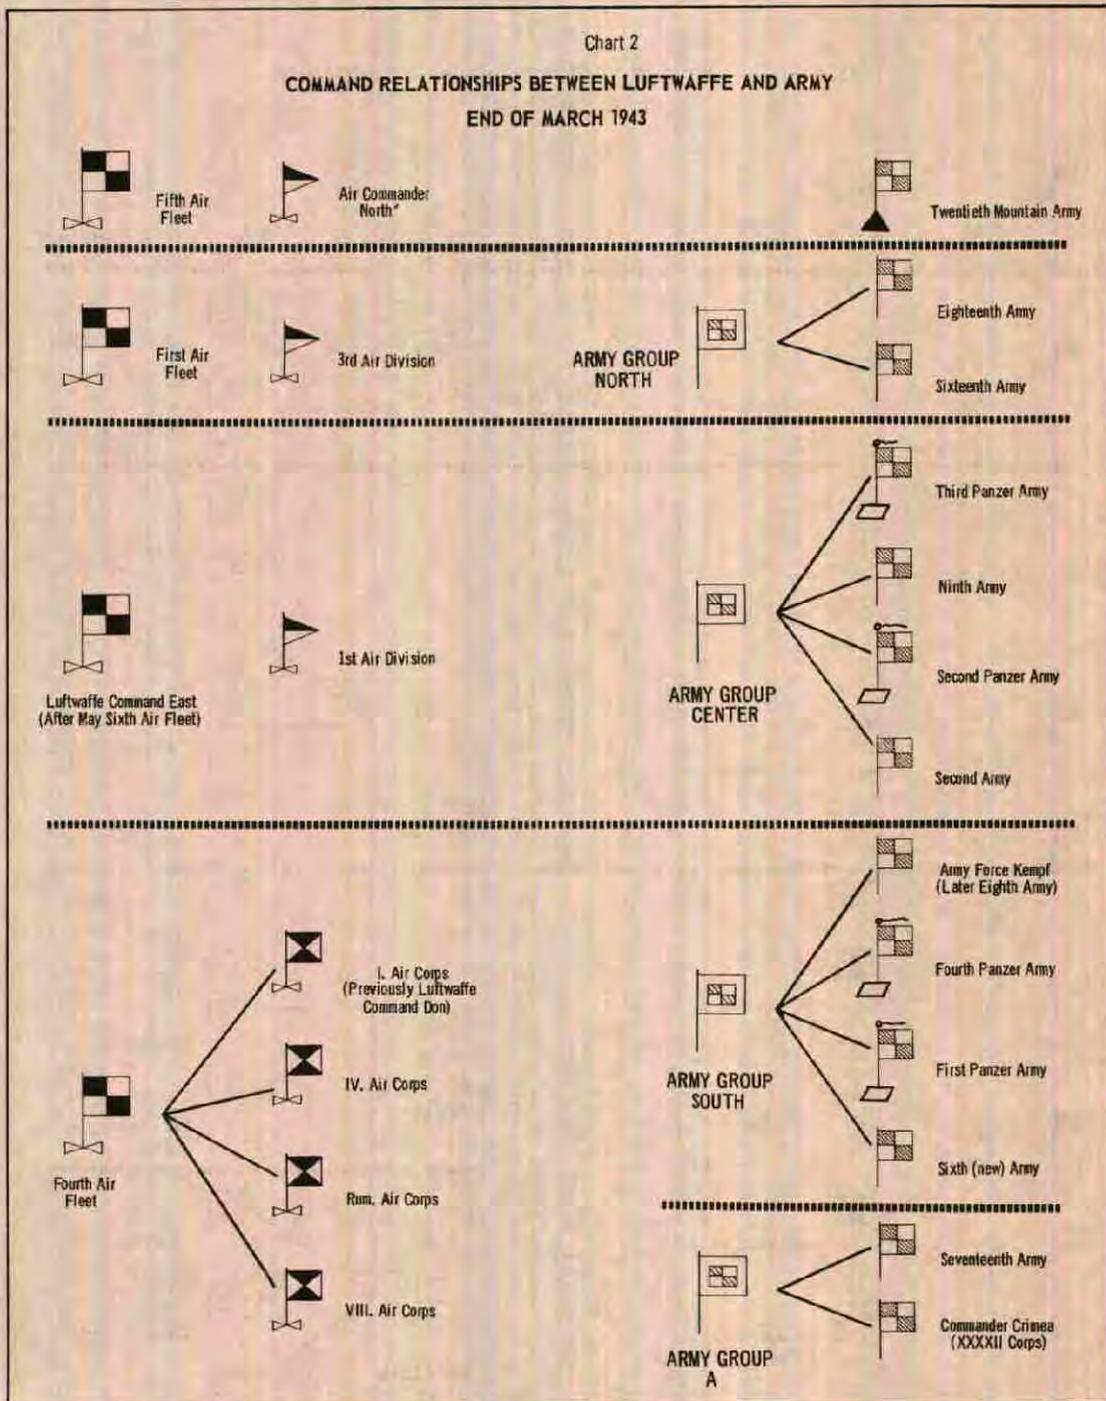 Chart 2
COMMAND RELATIONSHIPS BETWEEN LUFTWAFFE AND ARMY
END OF MARCH 1943
Fifth Air
Fleet
Air Commander
North*
Twentieth Mountain Army
First Air
Fleet
3rd Air Division
ARMY GROUP
NORTH
Eighteenth Army
Sixteenth Army
Luftwaffe Command East
(After May Sixth Air Fleet)
1st Air Division
ARMY GROUP
CENTER
Third Panzer Army
Ninth Army
Second Panzer Army
Second Army
Fourth Air
Fleet
I. Air Corps
(Previously Luftwaffe
Command Don)
IV. Air Corps
Rum. Air Corps
VIII. Air Corps
ARMY GROUP
SOUTH
Army Force Kempf
(Later Eighth Army)
Fourth Panzer Army
First Panzer Army
Sixth (new) Army
ARMY GROUP
A
Seventeenth Army
Commander Crimea
(XXXXII Corps)